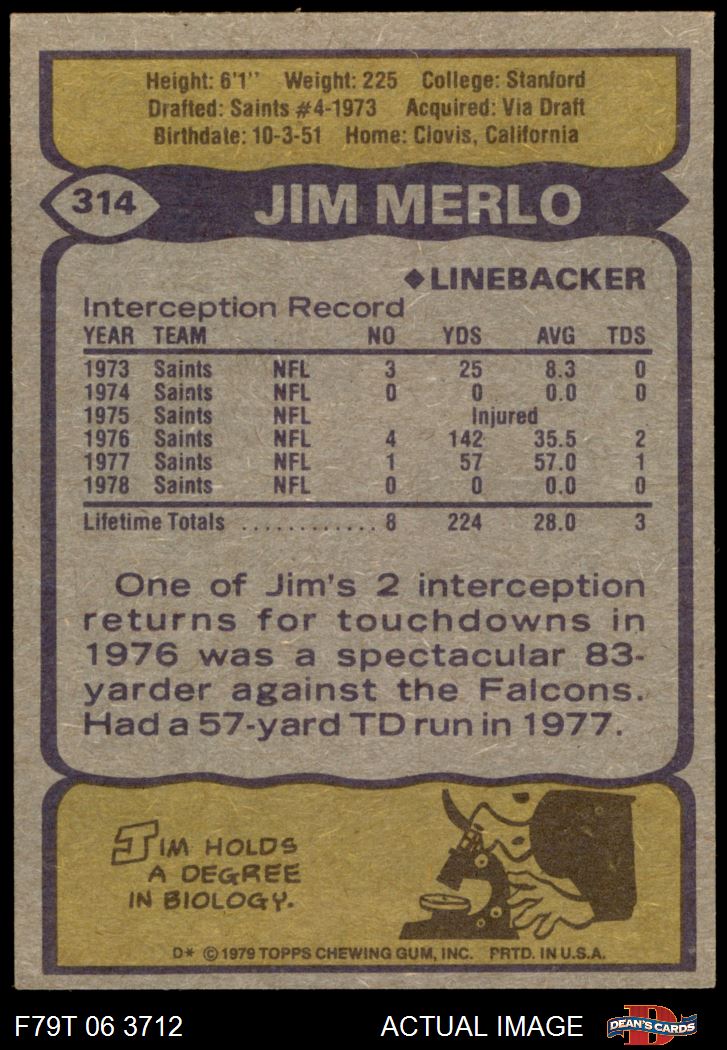 Height: 6'1" Weight: 225 College: Stanford
Drafted: Saints #4-1973 Acquired: Via Draft
Birthdate: 10-3-51 Home: Clovis, California
314 JIM MERLO
◆LINEBACKER
Interception Record
YEAR TEAM NO YDS AVG TDS
1973 Saints NFL 3 25 8.3 0
1974 Saints NFL 0 0 0.0 0
1975 Saints NFL Injured
1976 Saints NFL 4 142 35.5 2
1977 Saints NFL 1 57 57.0 1
1978 Saints NFL 0 0 0.0 0
Lifetime Totals ............ 8 224 28.0 3
One of Jim's 2 interception
returns for touchdowns in
1976 was a spectacular 83-
yarder against the Falcons.
Had a 57-yard TD run in 1977.
JIM HOLDS
A DEGREE
IN BIOLOGY.
D* © 1979 TOPPS CHEWING GUM, INC. PRTD. IN U.S.A.
F79T 06 3712 ACTUAL IMAGE D DEAN'S CARDS